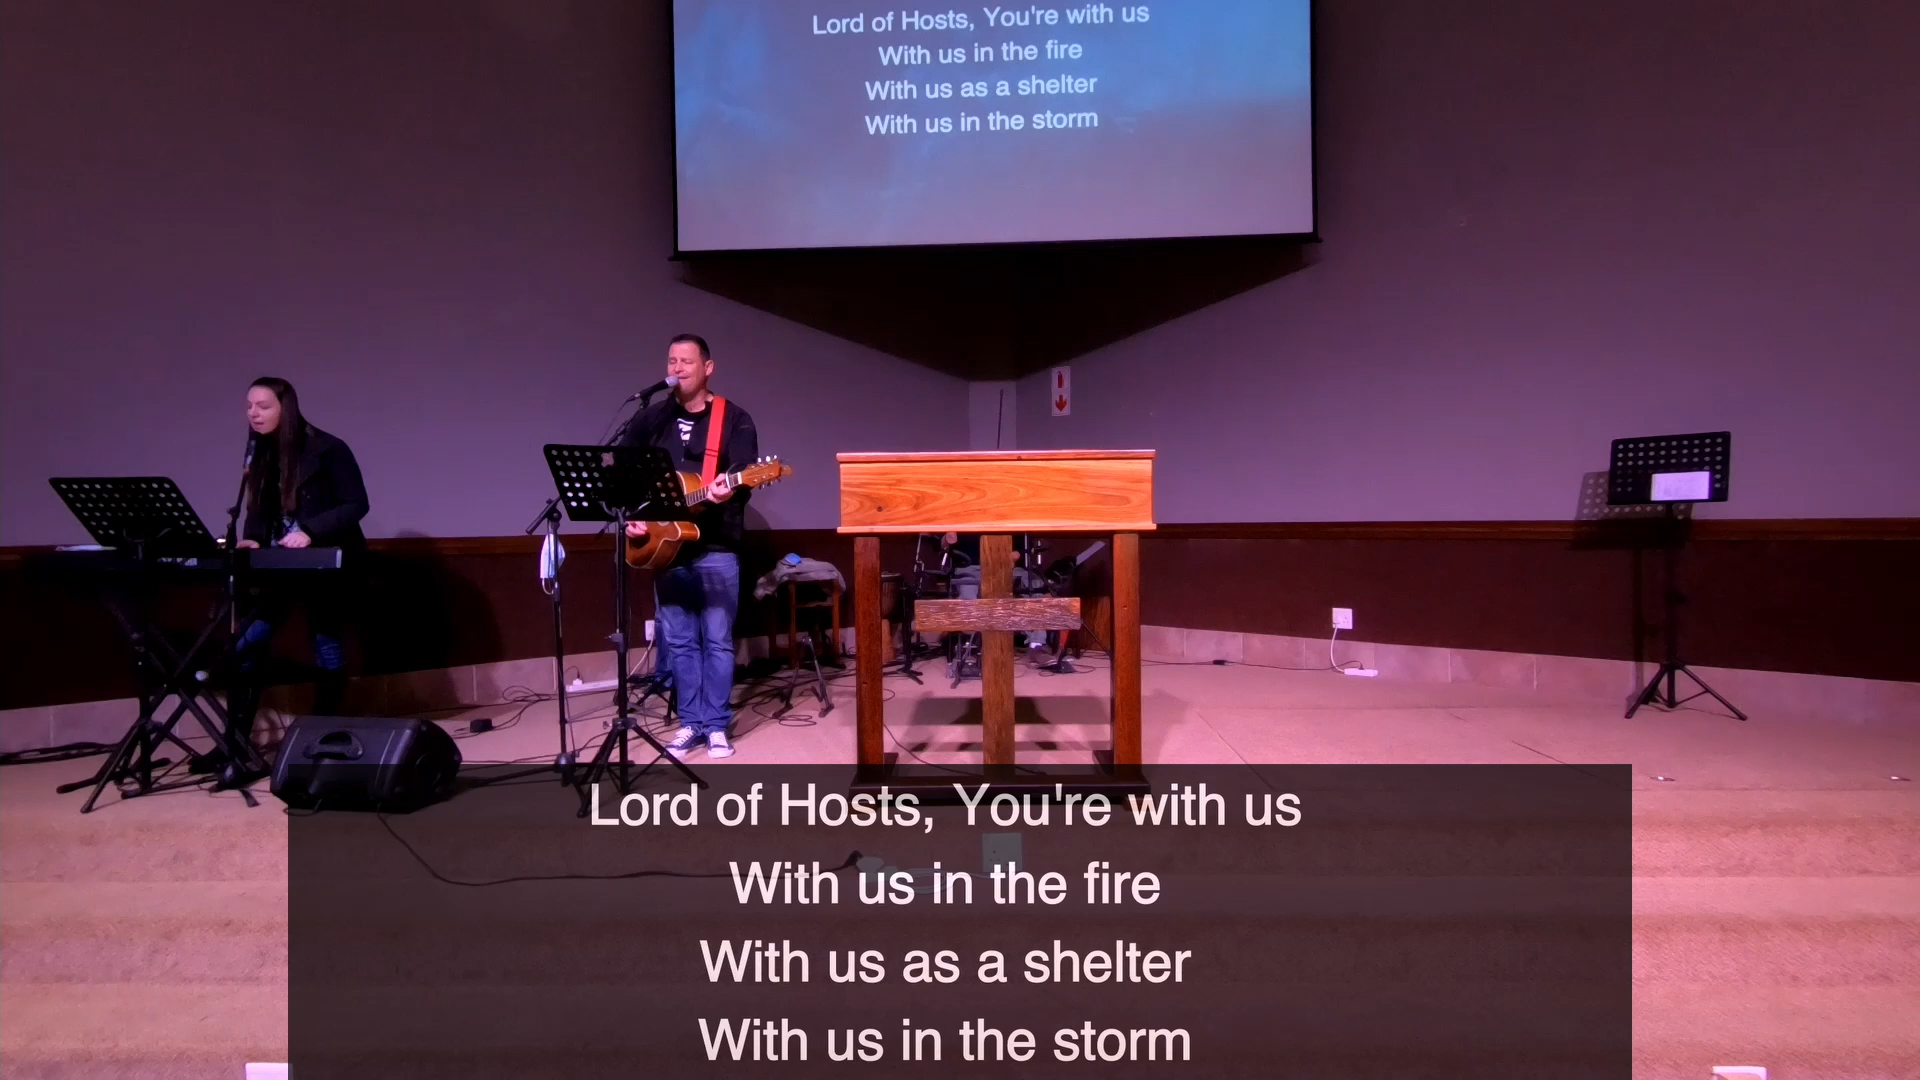 Lord of Hosts, You're with us
With us in the fire
With us as a shelter
With us in the storm
Lord of Hosts, You're with us
With us in the fire
With us as a shelter
With us in the storm